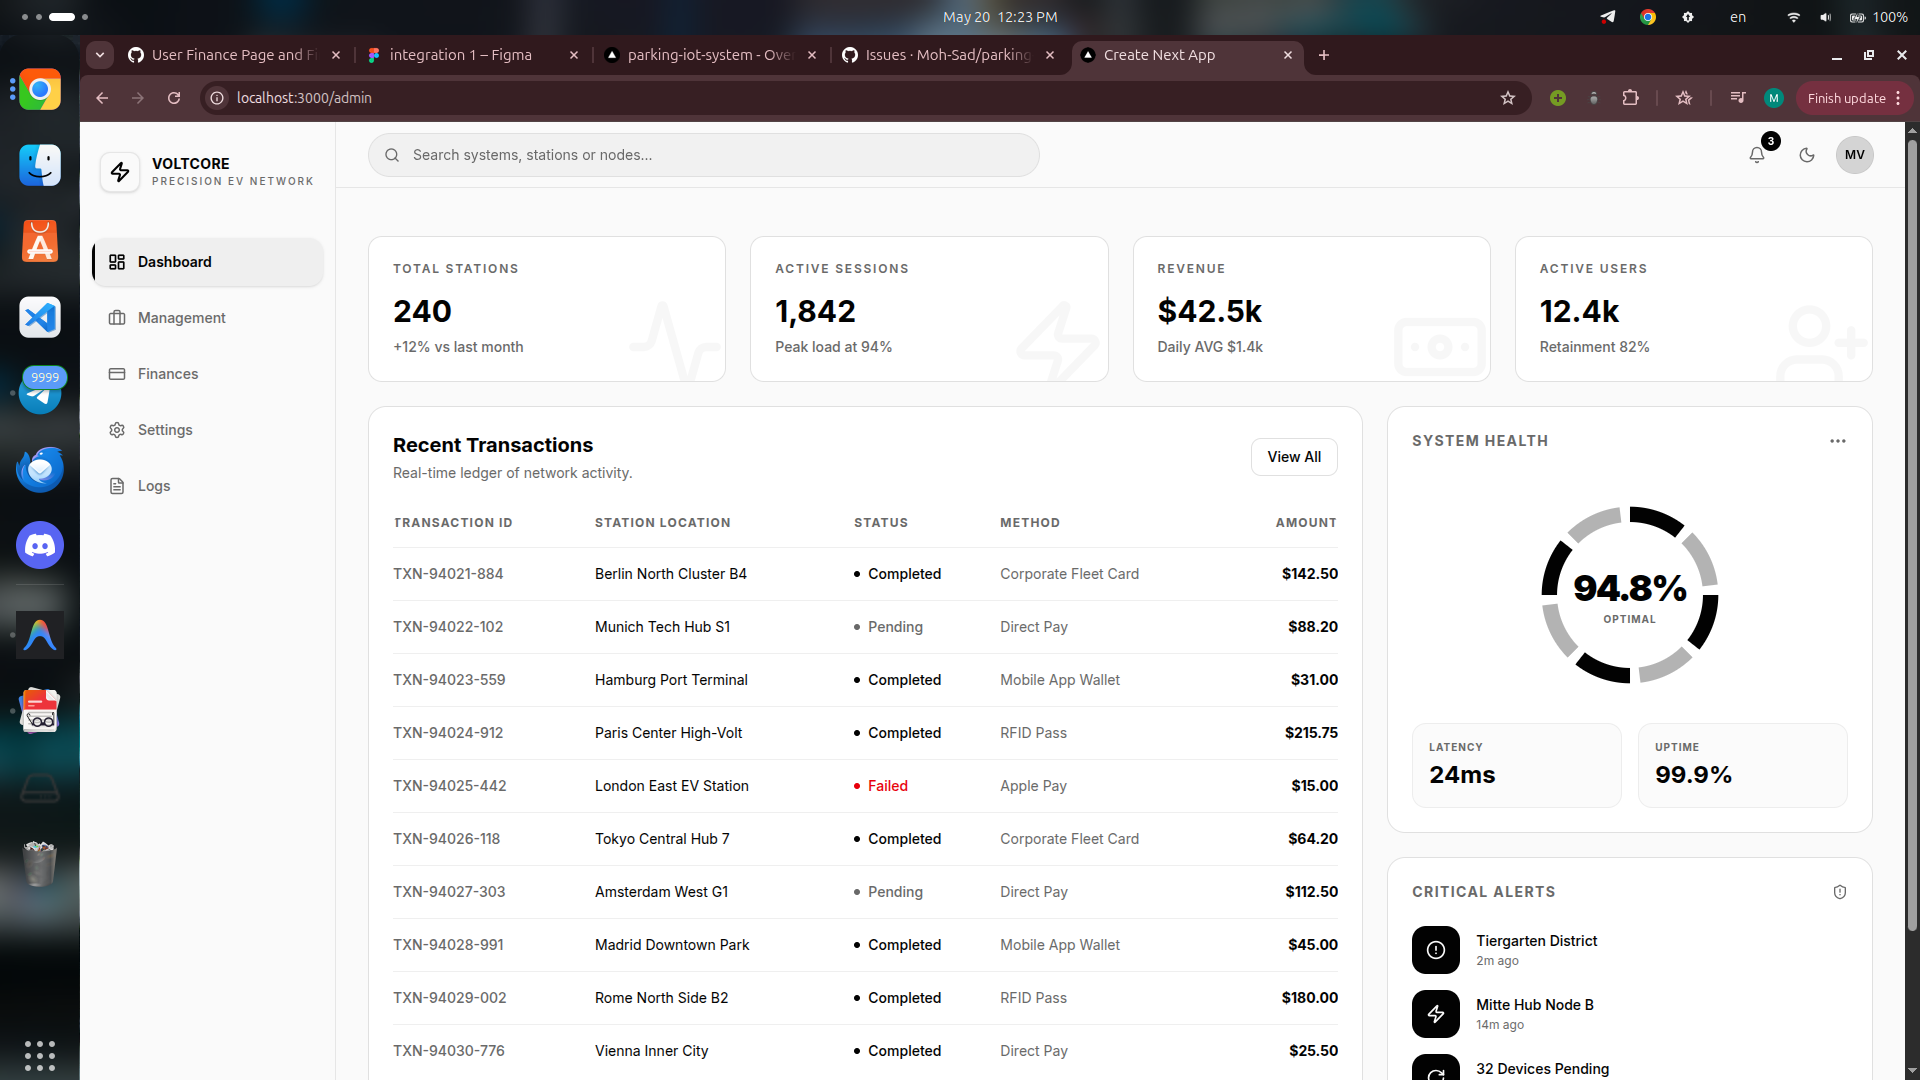 May 20 12:23 PM
en
100%
User Finance Page and Fi
integration 1 – Figma
parking-iot-system - Ove
Issues · Moh-Sad/parking
Create Next App
localhost:3000/admin
M
Finish update
9999
VOLTCORE
PRECISION EV NETWORK
Search systems, stations or nodes...
3
MV
Dashboard
Management
Finances
Settings
Logs
TOTAL STATIONS
240
+12% vs last month
ACTIVE SESSIONS
1,842
Peak load at 94%
REVENUE
$42.5k
Daily AVG $1.4k
ACTIVE USERS
12.4k
Retainment 82%
Recent Transactions
Real-time ledger of network activity.
View All
TRANSACTION ID STATION LOCATION STATUS METHOD AMOUNT
TXN-94021-884 Berlin North Cluster B4 Completed Corporate Fleet Card $142.50
TXN-94022-102 Munich Tech Hub S1 Pending Direct Pay $88.20
TXN-94023-559 Hamburg Port Terminal Completed Mobile App Wallet $31.00
TXN-94024-912 Paris Center High-Volt Completed RFID Pass $215.75
TXN-94025-442 London East EV Station Failed Apple Pay $15.00
TXN-94026-118 Tokyo Central Hub 7 Completed Corporate Fleet Card $64.20
TXN-94027-303 Amsterdam West G1 Pending Direct Pay $112.50
TXN-94028-991 Madrid Downtown Park Completed Mobile App Wallet $45.00
TXN-94029-002 Rome North Side B2 Completed RFID Pass $180.00
TXN-94030-776 Vienna Inner City Completed Direct Pay $25.50
SYSTEM HEALTH
94.8%
OPTIMAL
LATENCY
24ms
UPTIME
99.9%
CRITICAL ALERTS
Tiergarten District
2m ago
Mitte Hub Node B
14m ago
32 Devices Pending